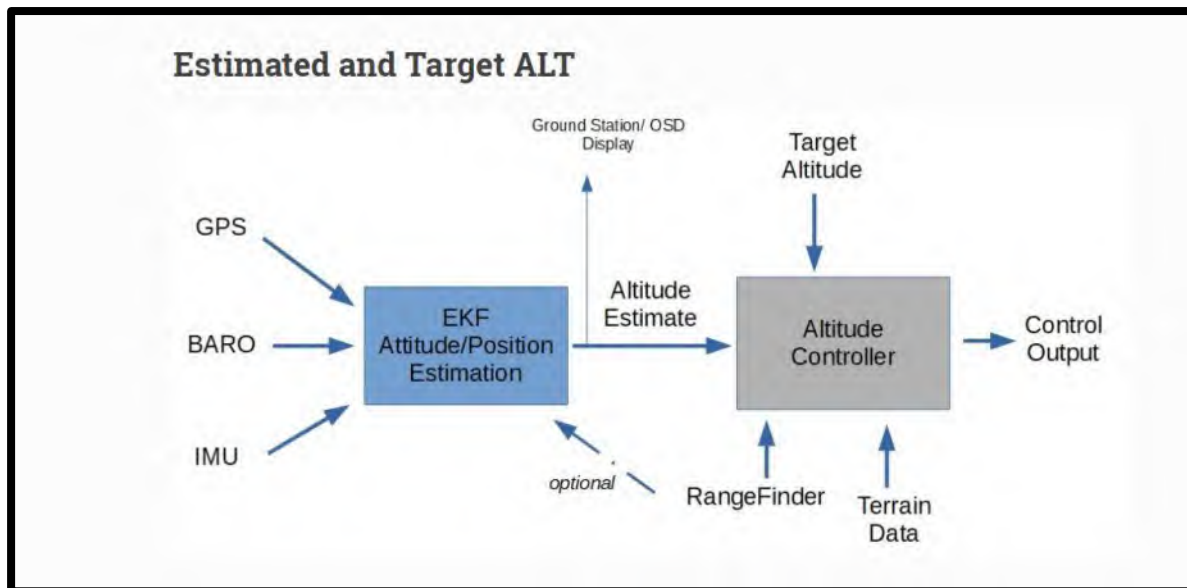 Estimated and Target ALT
Ground Station/ OSD
Display
Target
Altitude
GPS
BARO
IMU
EKF
Attitude/Position
Estimation
Altitude
Estimate
Altitude
Controller
Control
Output
optional
RangeFinder
Terrain
Data